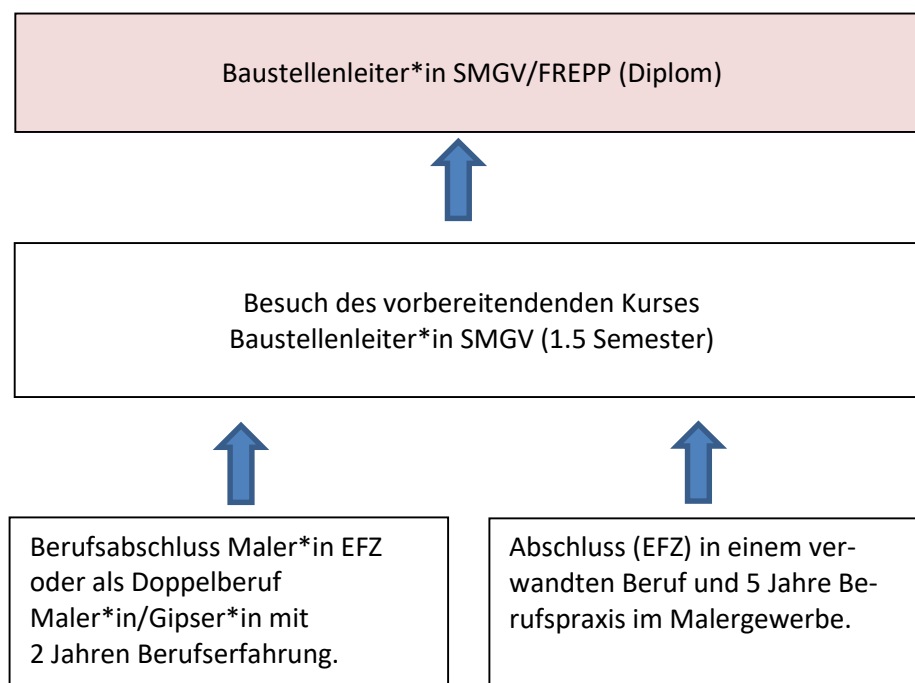 Baustellenleiter*in SMGV/FREPP (Diplom)
Besuch des vorbereitendenden Kurses
Baustellenleiter*in SMGV (1.5 Semester)
Berufsabschluss Maler*in EFZ
oder als Doppelberuf
Maler*in/Gipser*in mit
2 Jahren Berufserfahrung.
Abschluss (EFZ) in einem ver-
wandten Beruf und 5 Jahre Be-
rufspraxis im Malergewerbe.